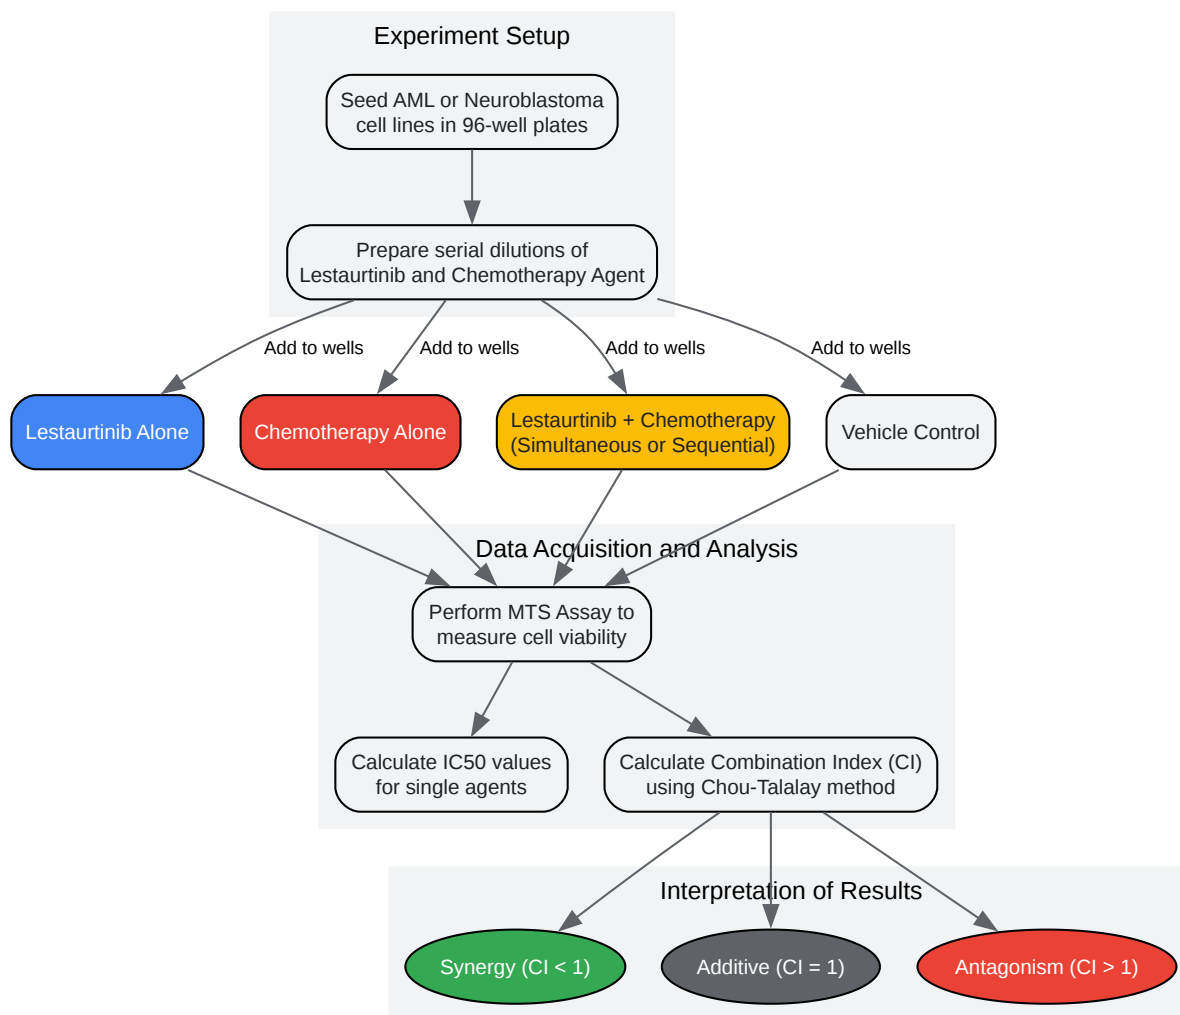 Experiment Setup
Seed AML or Neuroblastoma
cell lines in 96-well plates
Prepare serial dilutions of
Lestaurtinib and Chemotherapy Agent
Add to wells
Add to wells
Add to wells
Add to wells
Lestaurtinib Alone
Chemotherapy Alone
Lestaurtinib + Chemotherapy
(Simultaneous or Sequential)
Vehicle Control
Data Acquisition and Analysis
Perform MTS Assay to
measure cell viability
Calculate IC50 values
for single agents
Calculate Combination Index (CI)
using Chou-Talalay method
Interpretation of Results
Synergy (CI < 1)
Additive (CI = 1)
Antagonism (CI > 1)